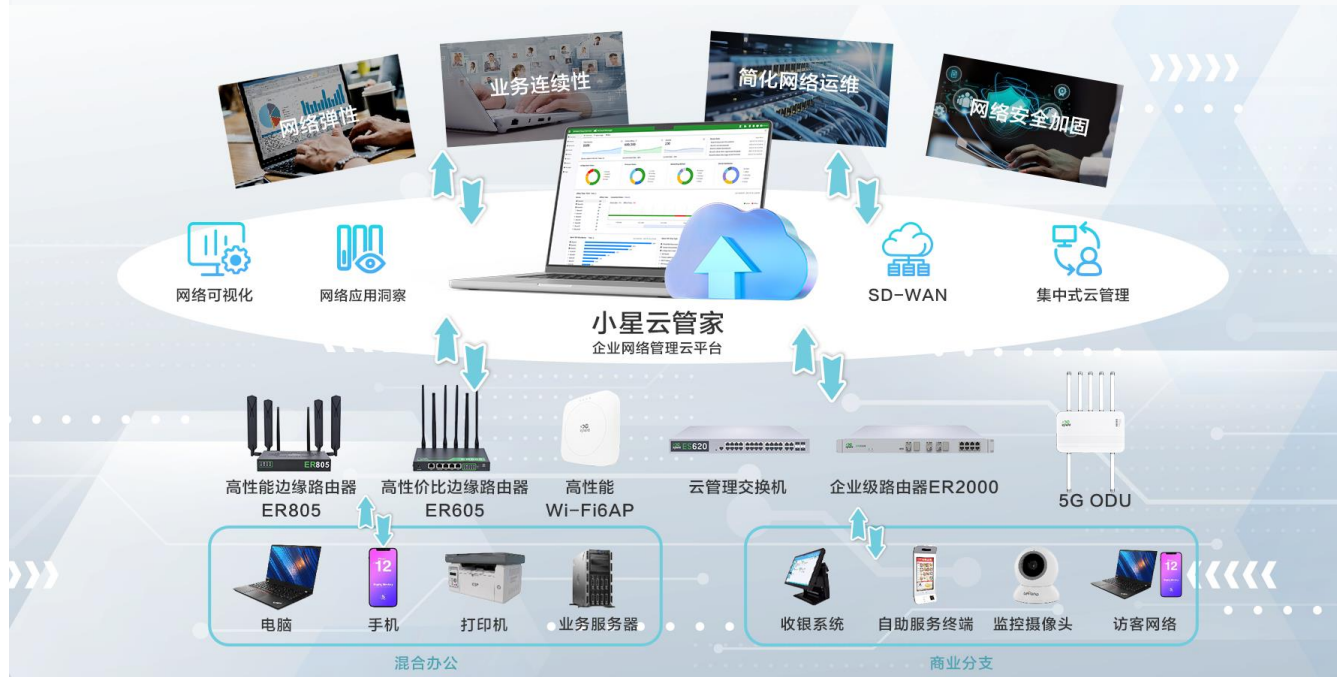 网络弹性
业务连续性
简化网络运维
网络安全加固
网络可视化
网络应用洞察
SD-WAN
集中式云管理
小星云管家
企业网络管理云平台
ER805
ES620
高性能边缘路由器
ER805
高性价比边缘路由器
ER605
高性能
Wi-Fi6AP
云管理交换机
企业级路由器ER2000
5G ODU
12
12
电脑
手机
打印机
业务服务器
收银系统
自助服务终端
监控摄像头
访客网络
混合办公
商业分支